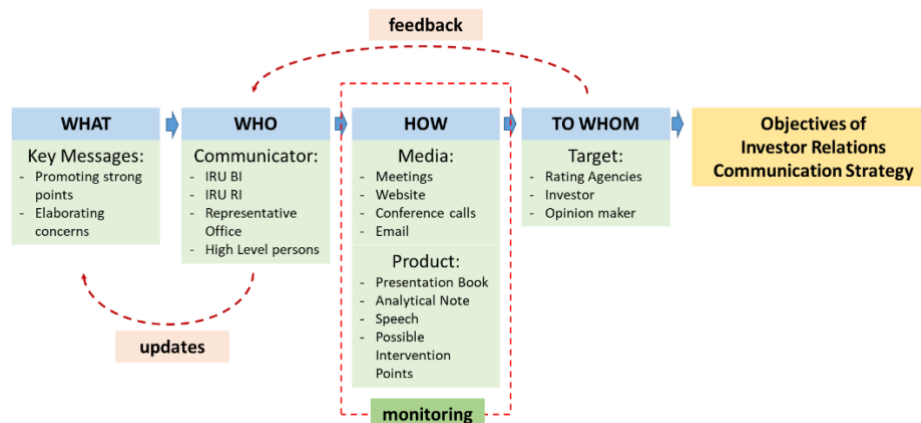 feedback
WHAT
Key Messages:
- Promoting strong
points
- Elaborating
concerns
WHO
Communicator:
- IRU BI
- IRU RI
- Representative
Office
- High Level persons
HOW
Media:
- Meetings
- Website
- Conference calls
- Email
Product:
- Presentation Book
- Analytical Note
- Speech
- Possible
Intervention
Points
TO WHOM
Target:
- Rating Agencies
- Investor
- Opinion maker
Objectives of
Investor Relations
Communication Strategy
updates
monitoring